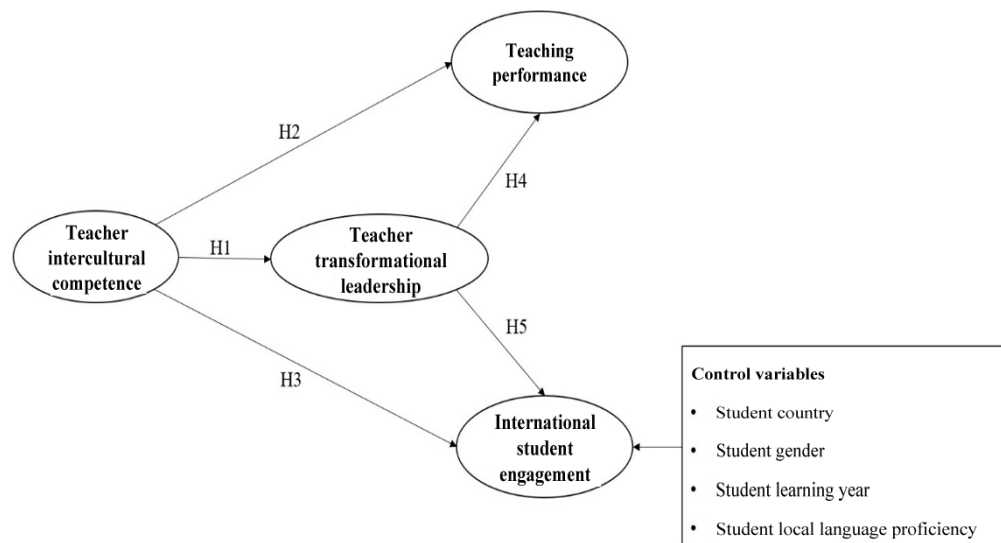 Teaching
performance
H2
H4
Teacher
intercultural
competence
H1
Teacher
transformational
leadership
H5
H3
International
student
engagement
Control variables
• Student country
• Student gender
• Student learning year
• Student local language proficiency